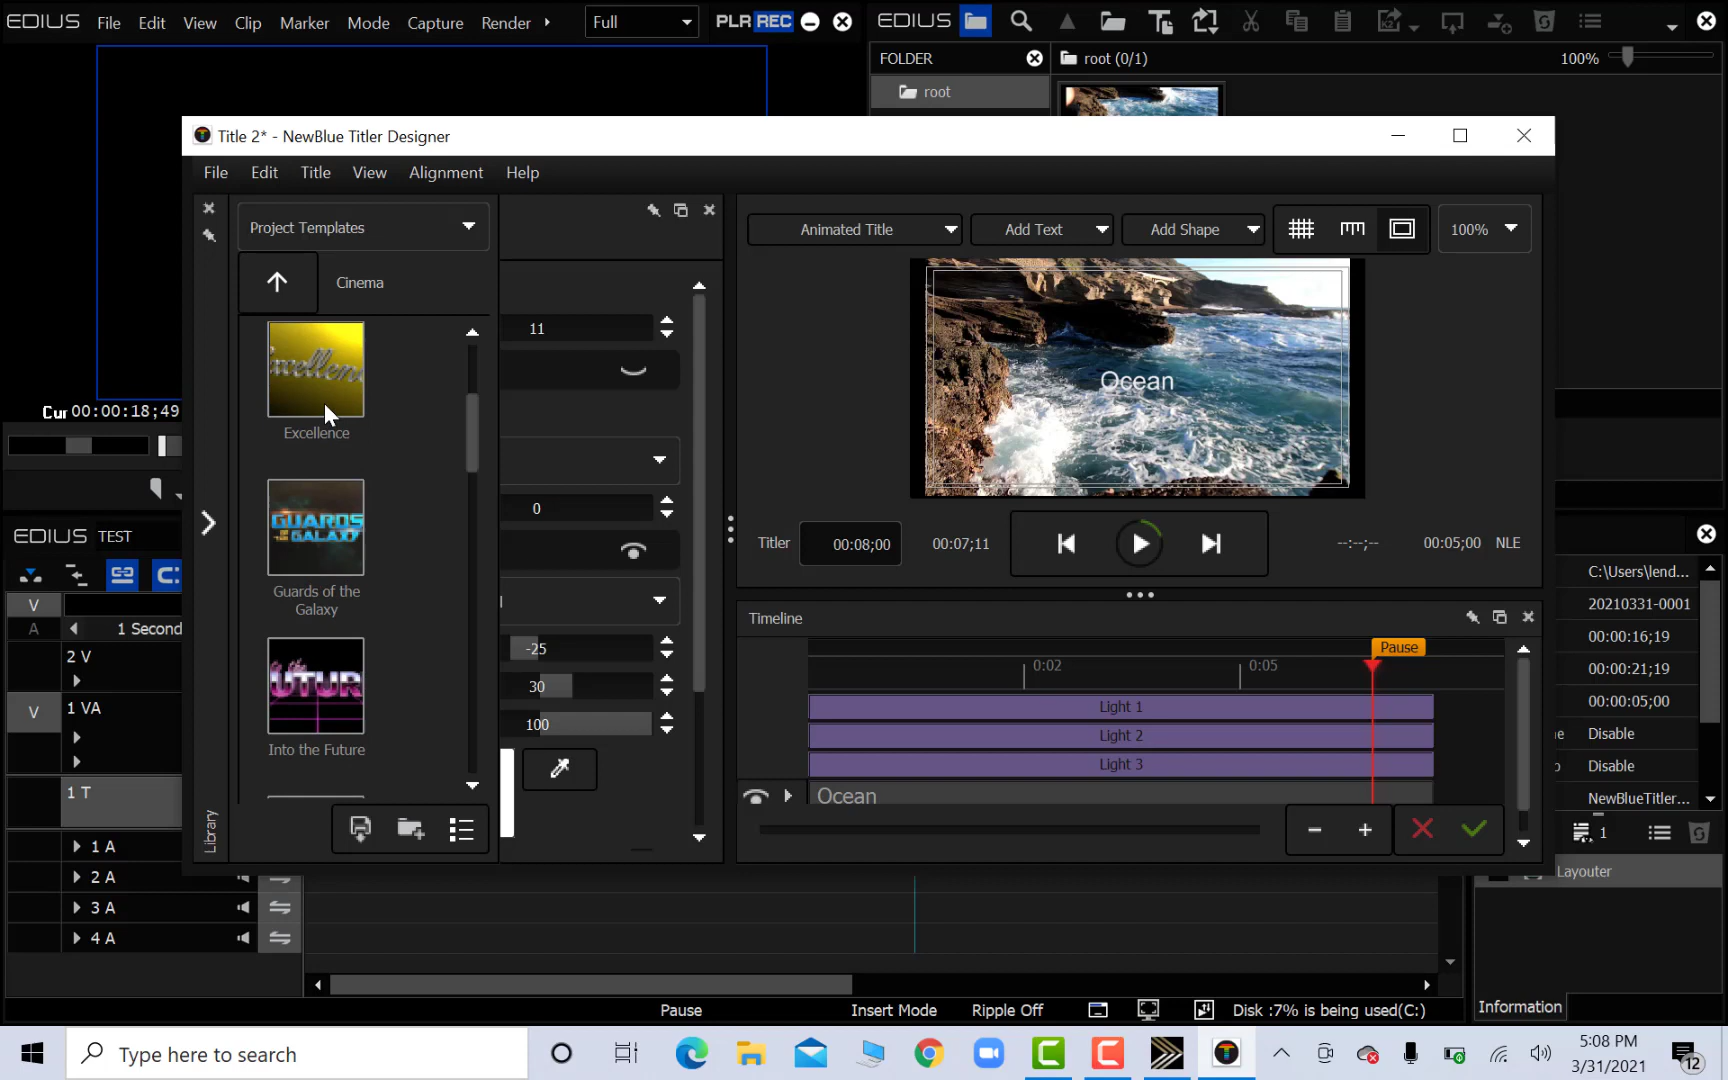 EDIUS File Edit View Clip Marker Mode Capture Render Full PLR REC
EDIUS
FOLDER root (0/1) 100%
root
Title 2* - NewBlue Titler Designer
File Edit Title View Alignment Help
Project Templates
Cinema
Excellence
Guards of the
Galaxy
Into the Future
Library
11
0
-25
30
100
Animated Title Add Text Add Shape 100%
Ocean
Titler 00:08;00 00:07;11 --:--;-- 00:05;00 NLE
Timeline
Pause
0:02 0:05
Light 1
Light 2
Light 3
Ocean
Cur 00:00:18;49
EDIUS TEST
V
A 1 Second
2 V
V 1 VA
1 T
1 A
2 A
3 A
4 A
C:\Users\lend...
20210331-0001
00:00:16;19
00:00:21;19
00:00:05;00
Disable
Disable
NewBlueTitler...
1
Layouter
Information
Pause Insert Mode Ripple Off Disk :7% is being used(C:)
Type here to search
5:08 PM
3/31/2021
12